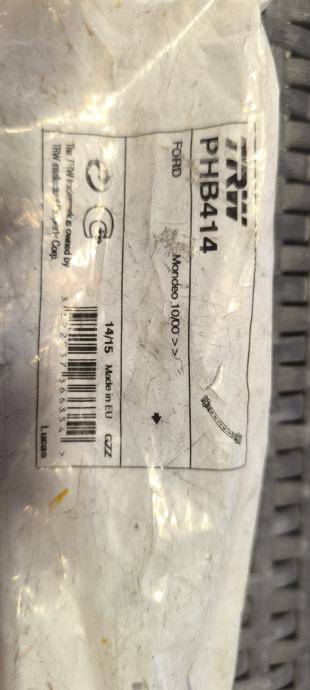 TRW
PHB414
FORD Mondeo 10/00 >>
14/15 Made in EU GZZ
The TRW trademark is owned by
TRW Corp.
Lucas